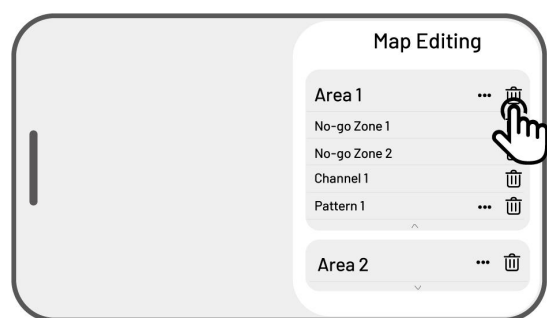 Map Editing
Area 1
No-go Zone 1
No-go Zone 2
Channel 1
Pattern 1
Area 2